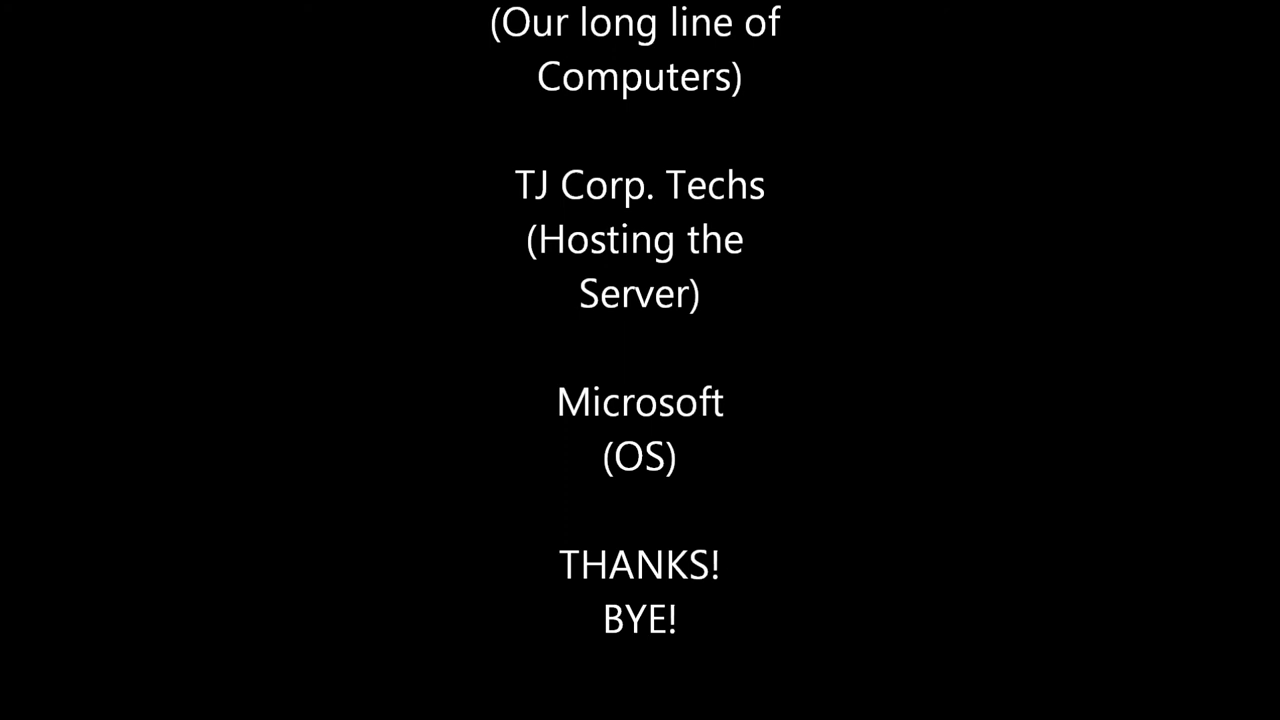 (Our long line of
Computers)
TJ Corp. Techs
(Hosting the
Server)
Microsoft
(OS)
THANKS!
BYE!